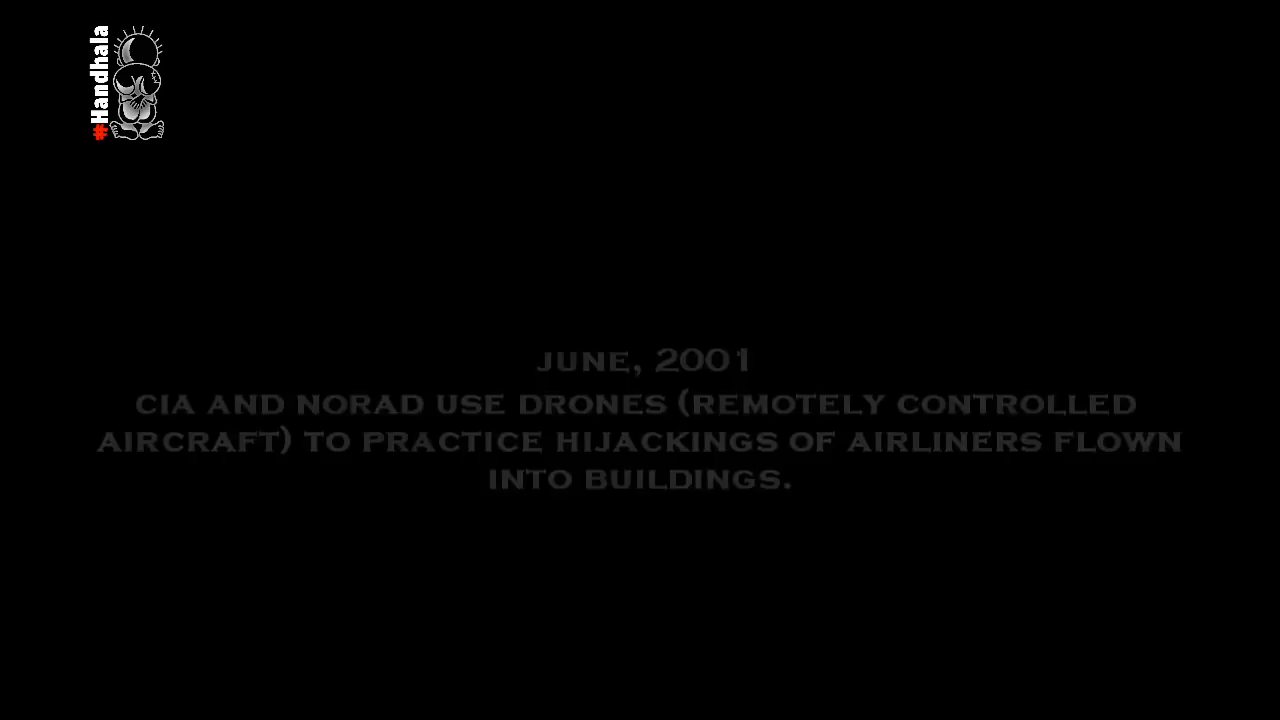 #Handhala
JUNE, 2001
CIA AND NORAD USE DRONES (REMOTELY CONTROLLED
AIRCRAFT) TO PRACTICE HIJACKINGS OF AIRLINERS FLOWN
INTO BUILDINGS.